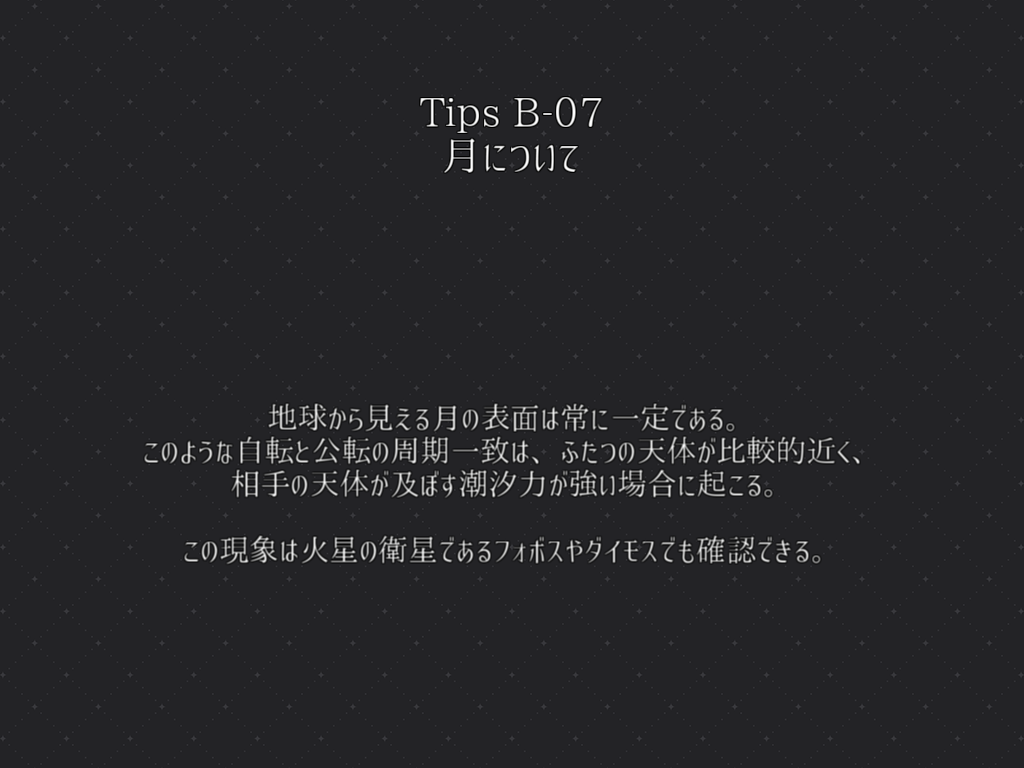 Tips B-07
月について
地球から見える月の表面は常に一定である。
このような自転と公転の周期一致は、ふたつの天体が比較的近く、
相手の天体が及ぼす潮汐力が強い場合に起こる。
この現象は火星の衛星であるフォボスやダイモスでも確認できる。